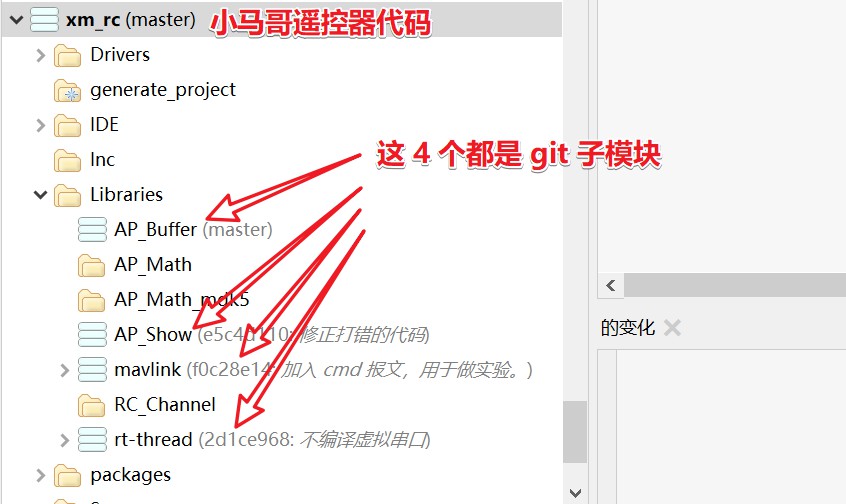 xm_rc (master) 小马哥遥控器代码
Drivers
generate_project
IDE
Inc
这 4 个都是 git 子模块
Libraries
AP_Buffer (master)
AP_Math
AP_Math_mdk5
AP_Show (e5c4d110: 修正打错的代码)
的变化
mavlink (f0c28e14: 加入 cmd 报文，用于做实验。)
RC_Channel
rt-thread (2d1ce968: 不编译虚拟串口)
packages